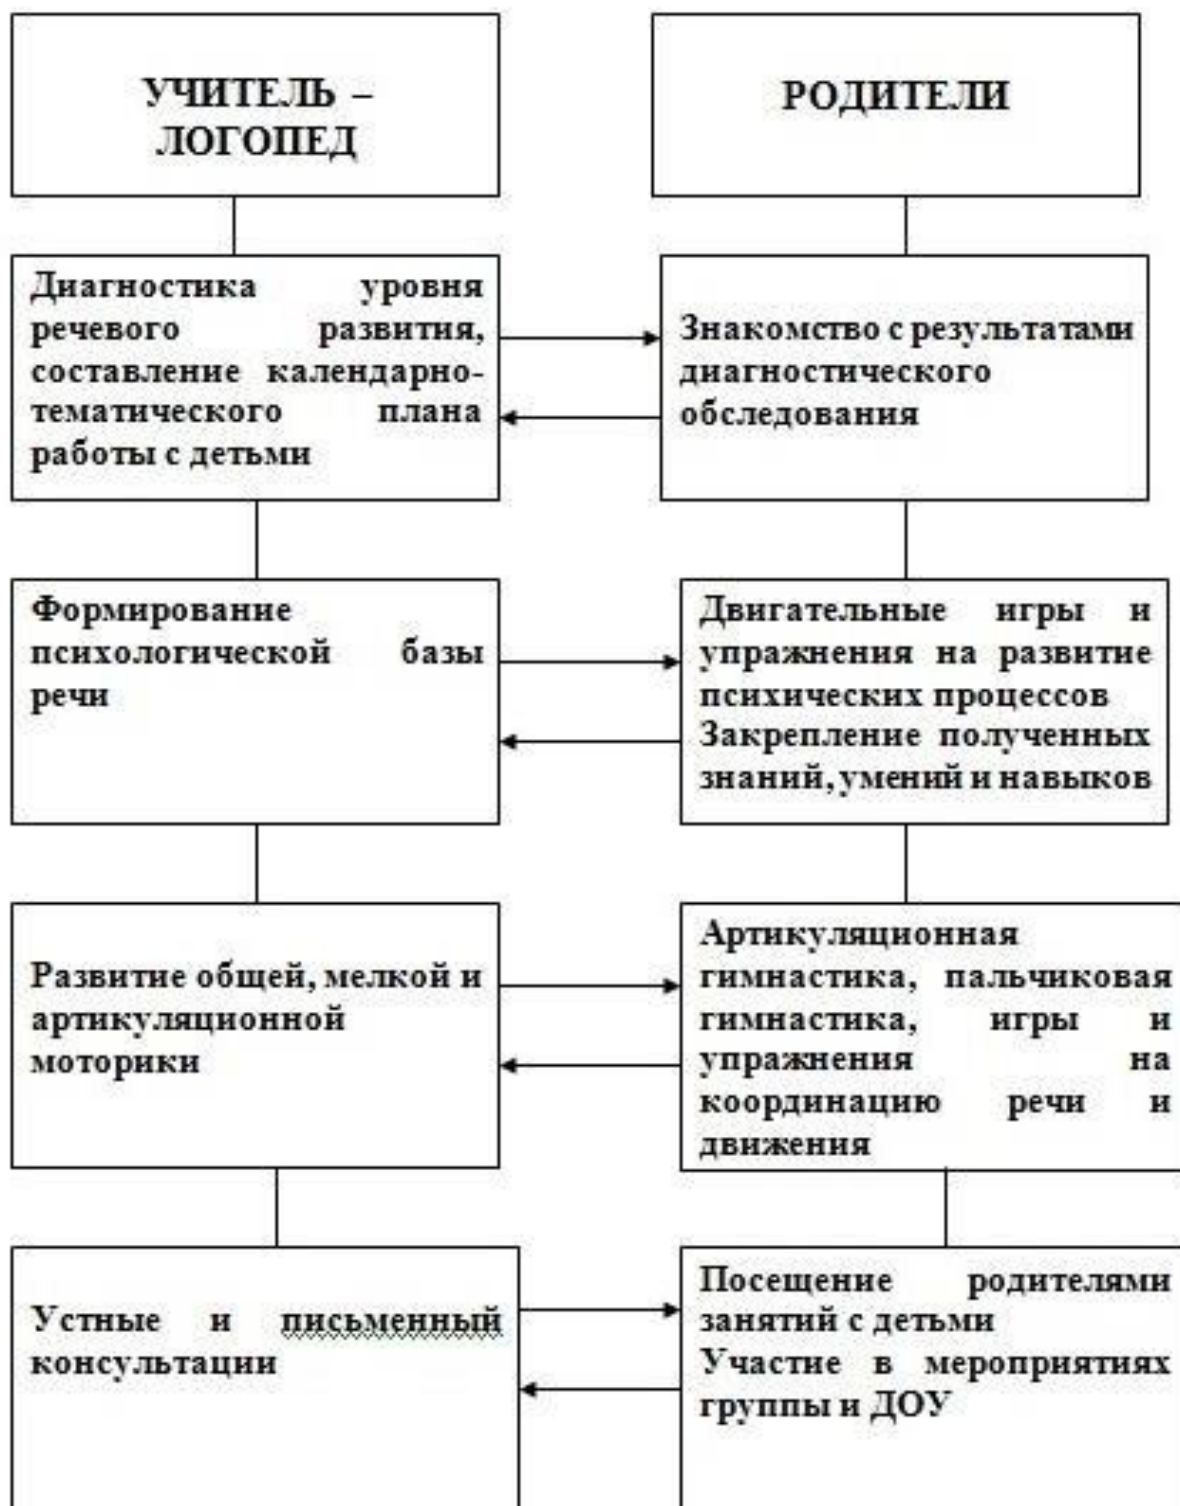 УЧИТЕЛЬ –
ЛОГОПЕД
РОДИТЕЛИ
Диагностика уровня
речевого развития,
составление календарно-
тематического плана
работы с детьми
Знакомство с результатами
диагностического
обследования
Формирование
психологической базы
речи
Двигательные игры и
упражнения на развитие
психических процессов
Закрепление полученных
знаний, умений и навыков
Развитие общей, мелкой и
артикуляционной
моторики
Артикуляционная
гимнастика, пальчиковая
гимнастика, игры и
упражнения на
координацию речи и
движения
Устные и письменный
консультации
Посещение родителями
занятий с детьми
Участие в мероприятиях
группы и ДОУ